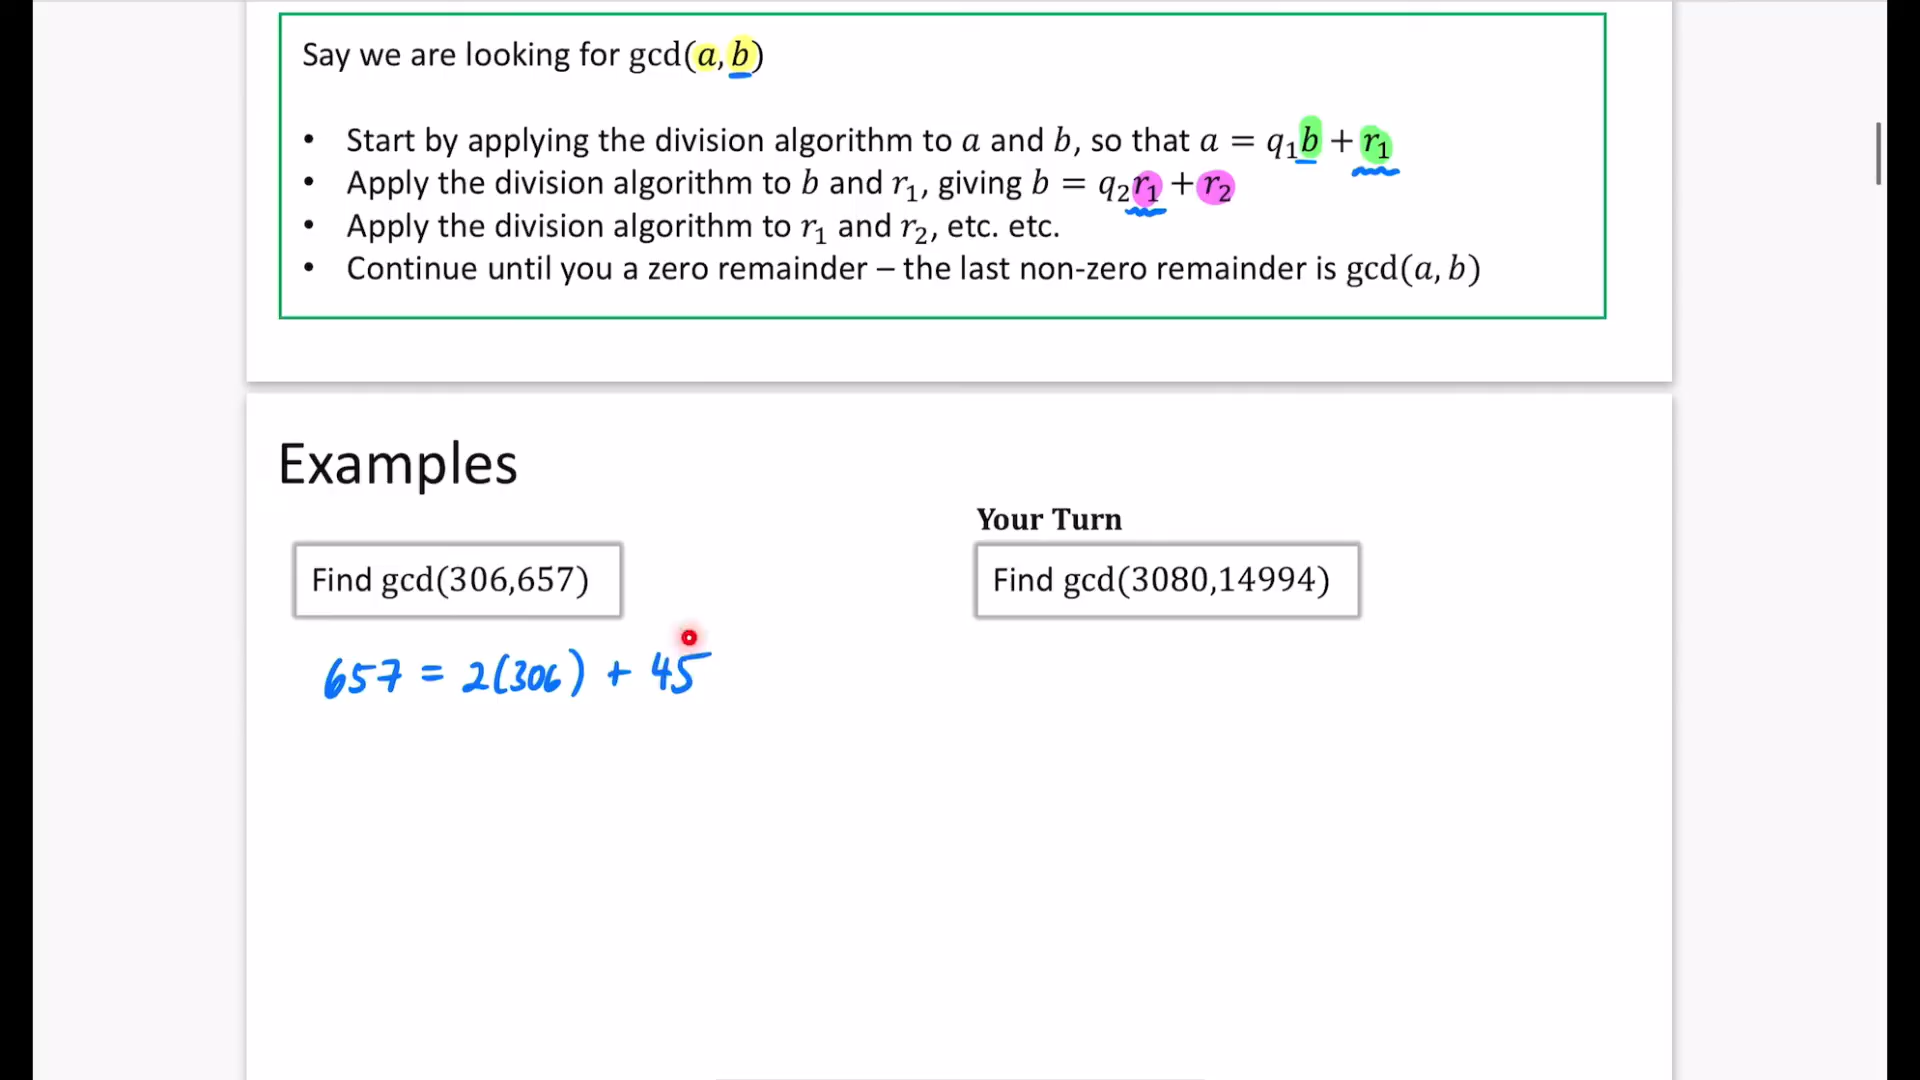 Say we are looking for gcd(a, b)
• Start by applying the division algorithm to a and b, so that a = q₁b + r₁
• Apply the division algorithm to b and r₁, giving b = q₂r₁ + r₂
• Apply the division algorithm to r₁ and r₂, etc. etc.
• Continue until you a zero remainder – the last non-zero remainder is gcd(a, b)
Examples
Find gcd(306,657)
657 = 2(306) + 45
Your Turn
Find gcd(3080,14994)